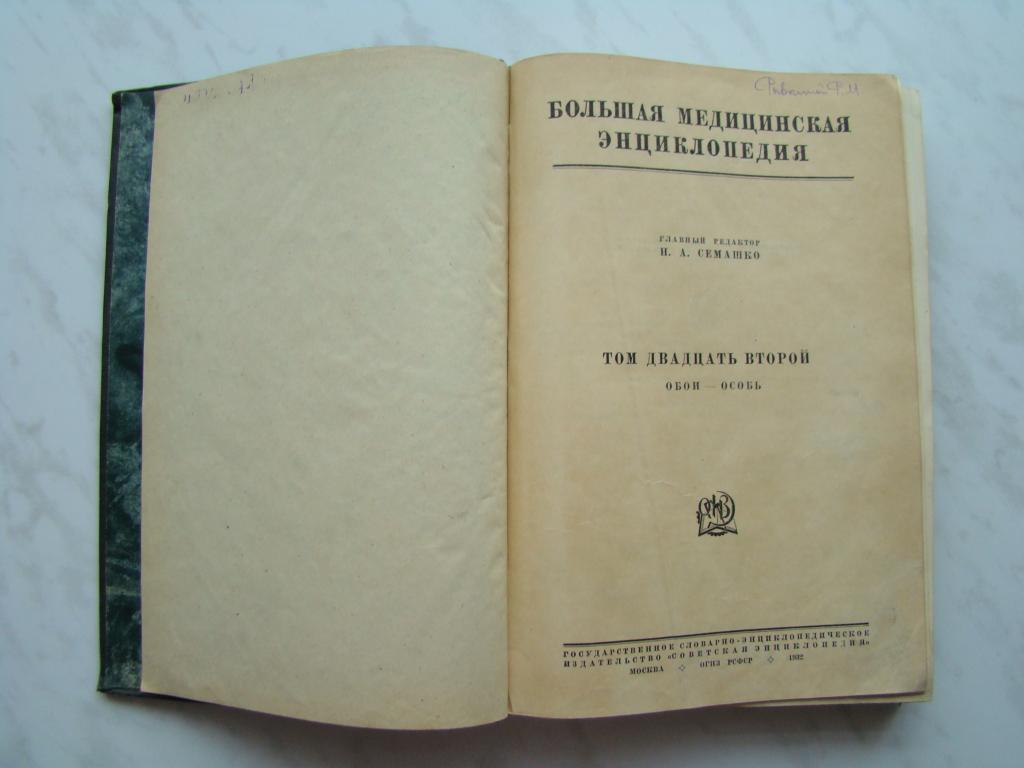 БОЛЬШАЯ МЕДИЦИНСКАЯ
ЭНЦИКЛОПЕДИЯ
ГЛАВНЫЙ РЕДАКТОР
Н. А. СЕМАШКО
ТОМ ДВАДЦАТЬ ВТОРОЙ
ОБОИ — ОСОБЬ
ГОСУДАРСТВЕННОЕ СЛОВАРНО-ЭНЦИКЛОПЕДИЧЕСКОЕ
ИЗДАТЕЛЬСТВО «СОВЕТСКАЯ ЭНЦИКЛОПЕДИЯ»
МОСКВА ✧ ОГИЗ РСФСР ✧ 1932